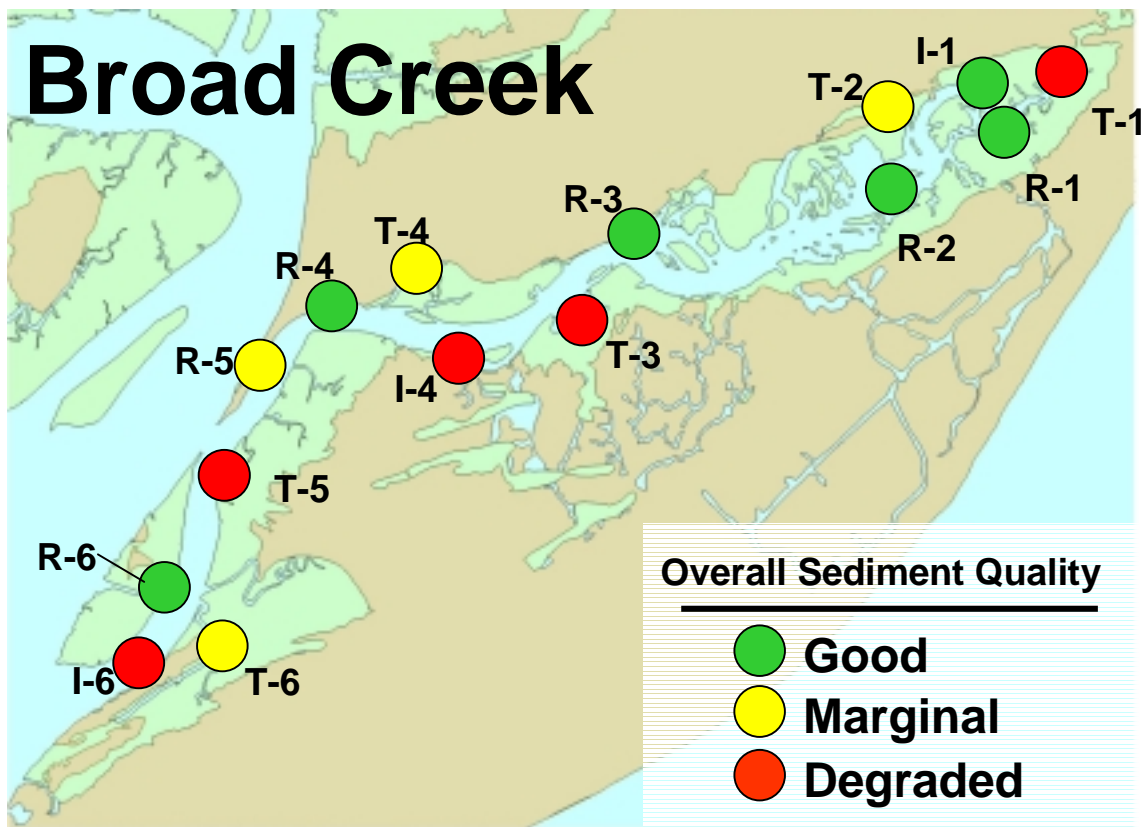 Broad Creek
I-1
T-2
T-1
R-1
R-3
T-4
R-2
R-4
R-5
T-3
I-4
T-5
R-6
I-6
T-6
Overall Sediment Quality
Good
Marginal
Degraded